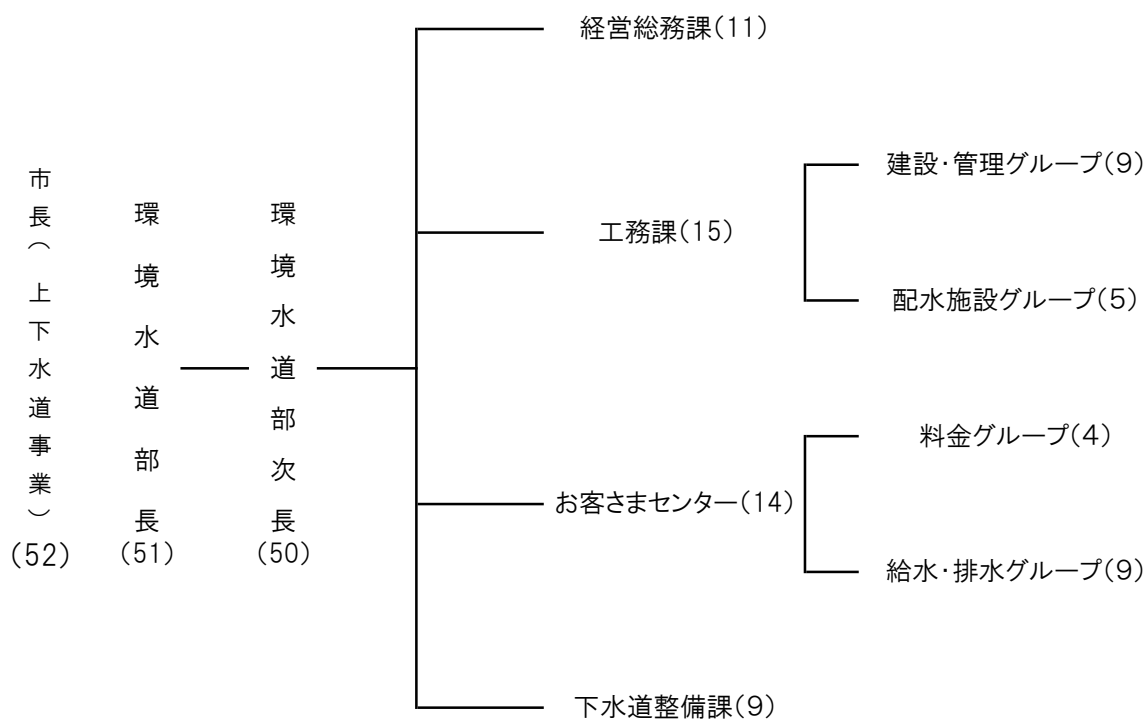 市長（上下水道事業）
(52)
環境水道部長
(51)
環境水道部次長
(50)
経営総務課(11)
工務課(15)
建設・管理グループ(9)
配水施設グループ(5)
お客さまセンター(14)
料金グループ(4)
給水・排水グループ(9)
下水道整備課(9)